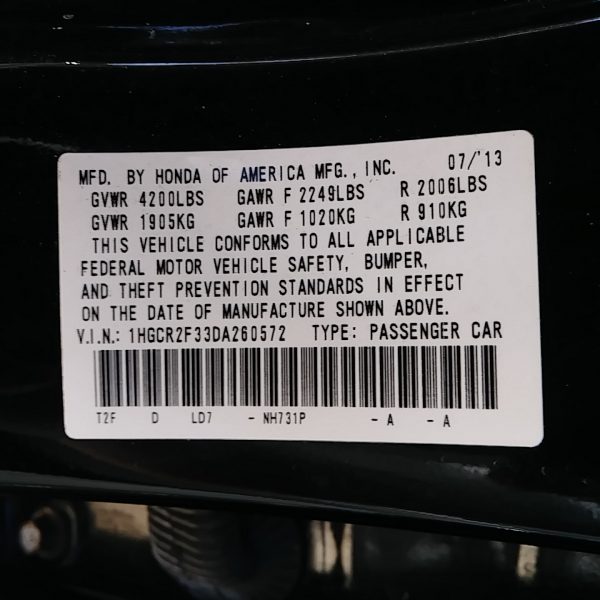 MFD. BY HONDA OF AMERICA MFG., INC. 07/'13
GVWR 4200LBS GAWR F 2249LBS R 2006LBS
GVWR 1905KG GAWR F 1020KG R 910KG
THIS VEHICLE CONFORMS TO ALL APPLICABLE
FEDERAL MOTOR VEHICLE SAFETY, BUMPER,
AND THEFT PREVENTION STANDARDS IN EFFECT
ON THE DATE OF MANUFACTURE SHOWN ABOVE.
V.I.N.: 1HGCR2F33DA260572 TYPE: PASSENGER CAR
T2F D LD7 - NH731P - A - A